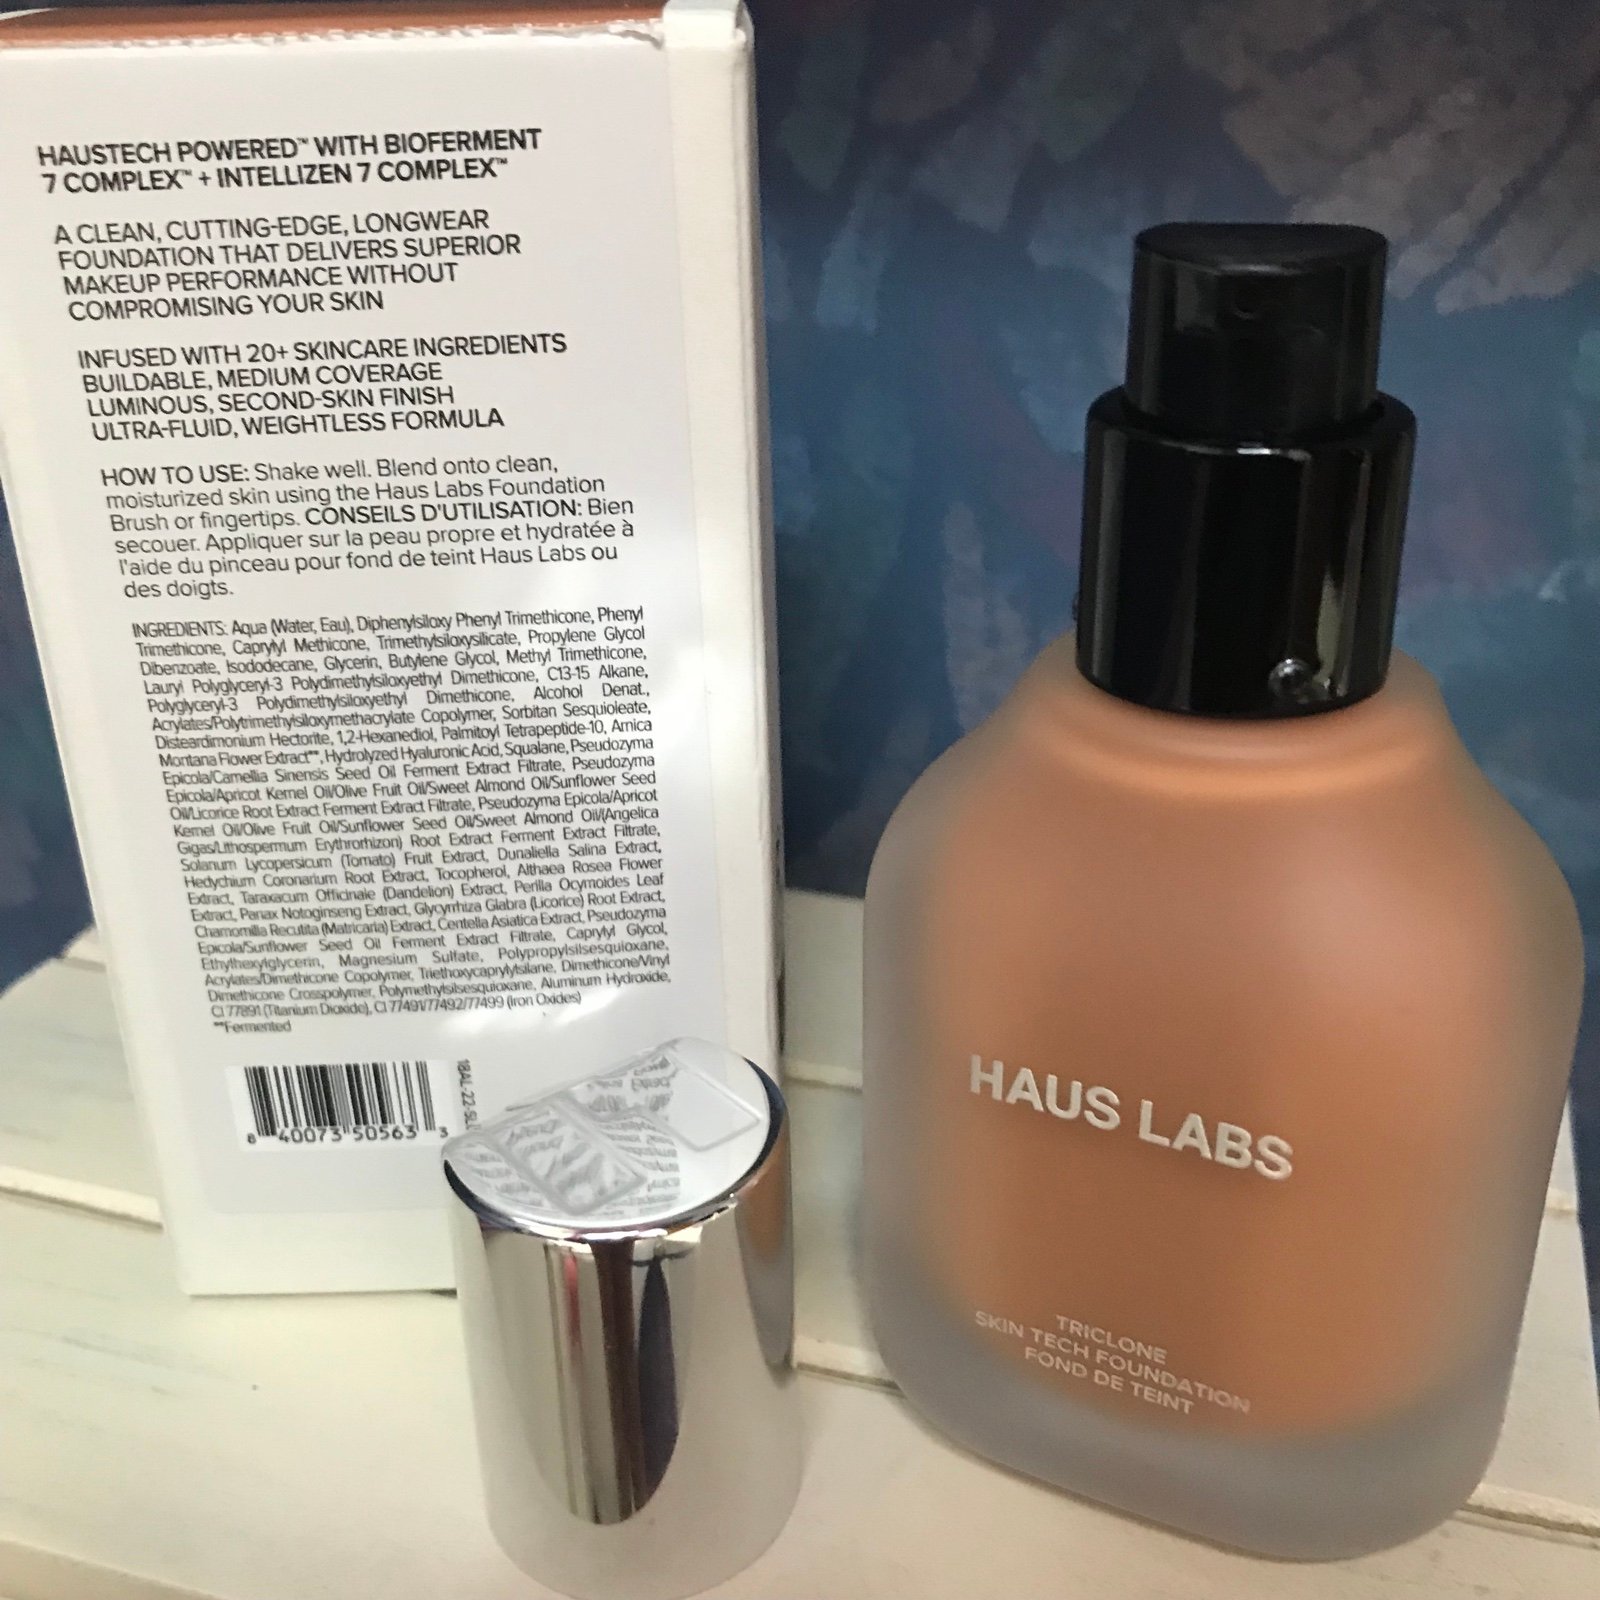 HAUSTECH POWERED™ WITH BIOFERMENT
7 COMPLEX™ + INTELLIZEN 7 COMPLEX™
A CLEAN, CUTTING-EDGE, LONGWEAR
FOUNDATION THAT DELIVERS SUPERIOR
MAKEUP PERFORMANCE WITHOUT
COMPROMISING YOUR SKIN
INFUSED WITH 20+ SKINCARE INGREDIENTS
BUILDABLE, MEDIUM COVERAGE
LUMINOUS, SECOND-SKIN FINISH
ULTRA-FLUID, WEIGHTLESS FORMULA
HOW TO USE: Shake well. Blend onto clean,
moisturized skin using the Haus Labs Foundation
Brush or fingertips. CONSEILS D'UTILISATION: Bien
secouer. Appliquer sur la peau propre et hydratée à
l'aide du pinceau pour fond de teint Haus Labs ou
des doigts.
INGREDIENTS: Aqua (Water, Eau), Diphenylsiloxy Phenyl Trimethicone, Phenyl
Trimethicone, Caprylyl Methicone, Trimethylsiloxysilicate, Propylene Glycol
Dibenzoate, Isododecane, Glycerin, Butylene Glycol, Methyl Trimethicone,
Lauryl Polyglyceryl-3 Polydimethylsiloxyethyl Dimethicone, C13-15 Alkane,
Polyglyceryl-3 Polydimethylsiloxyethyl Dimethicone, Alcohol Denat.,
Acrylates/Polytrimethylsiloxymethacrylate Copolymer, Sorbitan Sesquioleate,
Disteardimonium Hectorite, 1,2-Hexanediol, Palmitoyl Tetrapeptide-10, Arnica
Montana Flower Extract**, Hydrolyzed Hyaluronic Acid, Squalane, Pseudozyma
Epicola/Camellia Sinensis Seed Oil Ferment Extract Filtrate, Pseudozyma
Epicola/Apricot Kernel Oil/Olive Fruit Oil/Sweet Almond Oil/Sunflower Seed
Oil/Licorice Root Extract Ferment Extract Filtrate, Pseudozyma Epicola/Apricot
Kernel Oil/Olive Fruit Oil/Sunflower Seed Oil/Sweet Almond Oil/(Angelica
Gigas/Lithospermum Erythrorhizon) Root Extract Ferment Extract Filtrate,
Solanum Lycopersicum (Tomato) Fruit Extract, Dunaliella Salina Extract,
Hedychium Coronarium Root Extract, Tocopherol, Althaea Rosea Flower
Extract, Taraxacum Officinale (Dandelion) Extract, Perilla Ocymoides Leaf
Extract, Panax Notoginseng Extract, Glycyrrhiza Glabra (Licorice) Root Extract,
Chamomilla Recutita (Matricaria) Extract, Centella Asiatica Extract, Pseudozyma
Epicola/Sunflower Seed Oil Ferment Extract Filtrate, Caprylyl Glycol,
Ethylhexylglycerin, Magnesium Sulfate, Polypropylsilsesquioxane,
Acrylates/Dimethicone Copolymer, Triethoxycaprylylsilane, Dimethicone/Vinyl
Dimethicone Crosspolymer, Polymethylsilsesquioxane, Aluminum Hydroxide,
CI 77891 (Titanium Dioxide), CI 77491/77492/77499 (Iron Oxides)
**Fermented
8 40073 50563 3
HAUS LABS
TRICLONE
SKIN TECH FOUNDATION
FOND DE TEINT